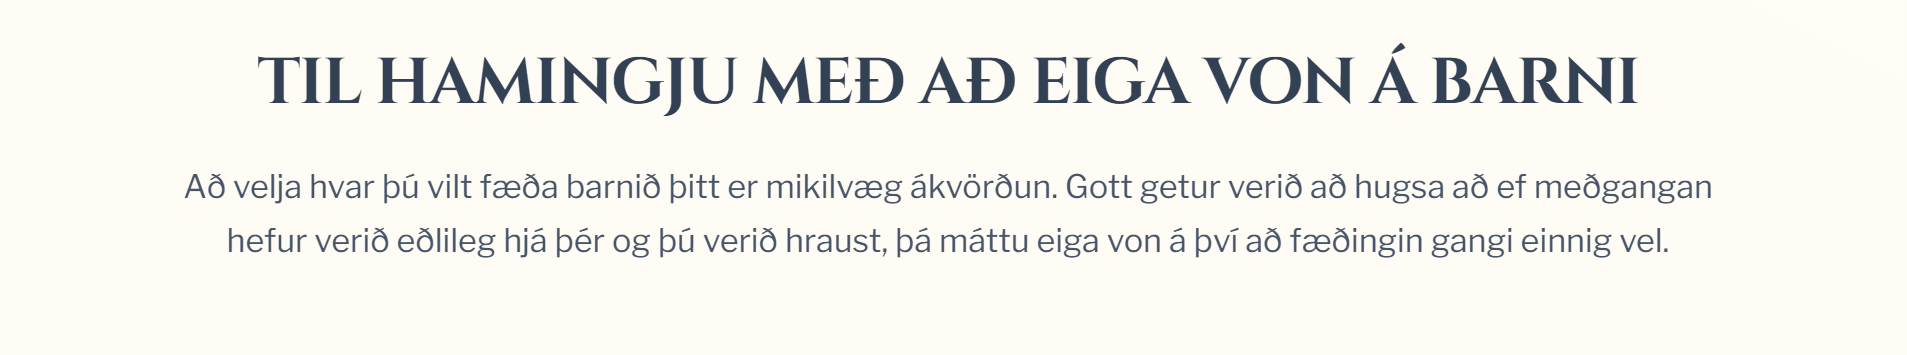 TIL HAMINGJU MEÐ AÐ EIGA VON Á BARNI
Að velja hvar þú vilt fæða barnið þitt er mikilvæg ákvörðun. Gott getur verið að hugsa að ef meðgangan
hefur verið eðlileg hjá þér og þú verið hraust, þá máttu eiga von á því að fæðingin gangi einnig vel.